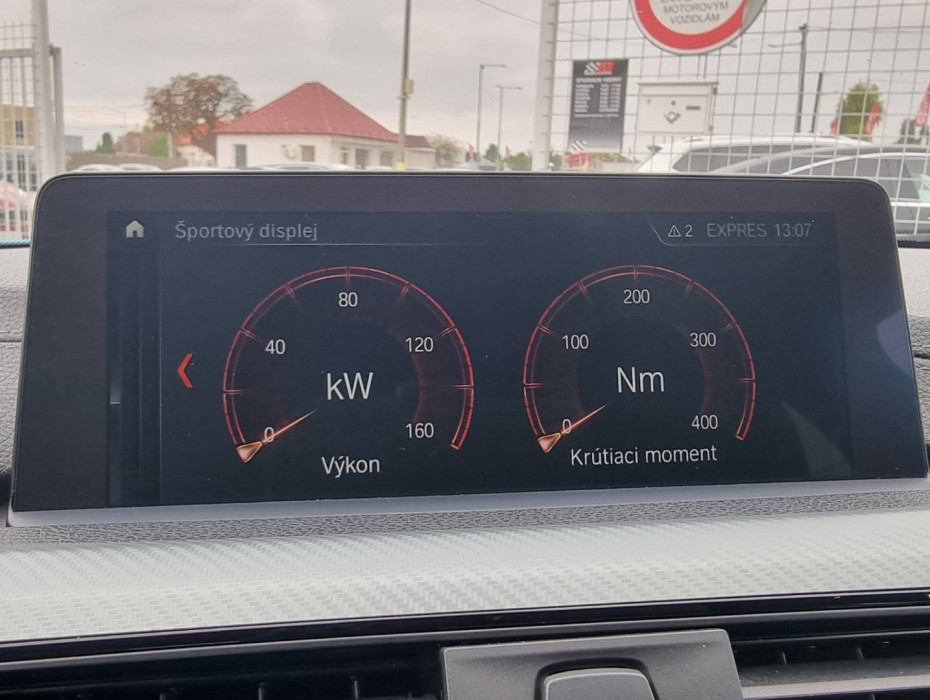 MOTOROVÝM
VOZIDLÁM
Športový displej
2 EXPRES 13:07
0
40
80
120
160
kW
Výkon
0
100
200
300
400
Nm
Krútiaci moment